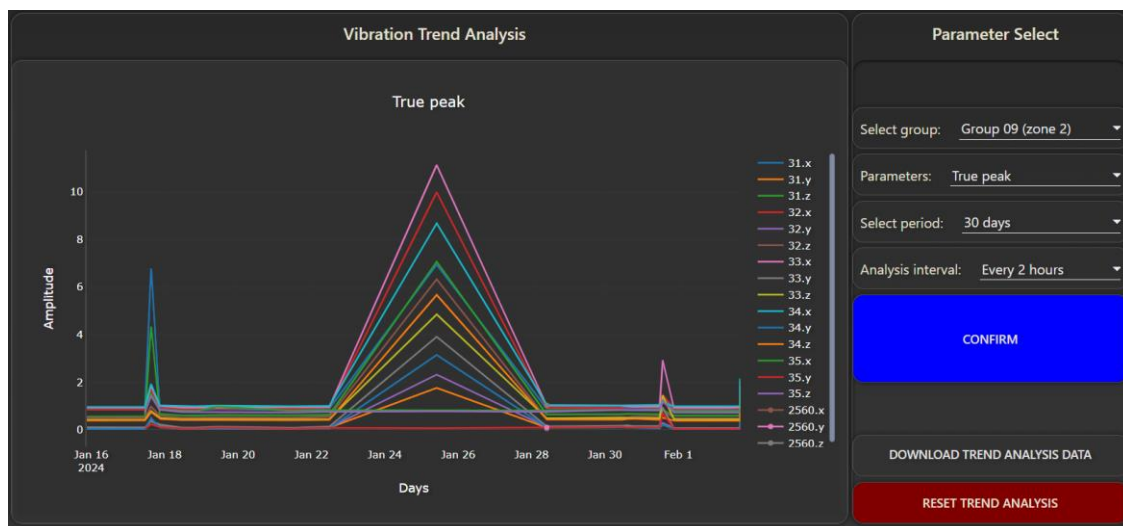 Vibration Trend Analysis
Parameter Select
True peak
Amplitude
10
8
6
4
2
0
Jan 16
2024
Jan 18
Jan 20
Jan 22
Jan 24
Jan 26
Jan 28
Jan 30
Feb 1
Days
31.x
31.y
31.z
32.x
32.y
32.z
33.x
33.y
33.z
34.x
34.y
34.z
35.x
35.y
35.z
2560.x
2560.y
2560.z
Select group: Group 09 (zone 2)
Parameters: True peak
Select period: 30 days
Analysis interval: Every 2 hours
CONFIRM
DOWNLOAD TREND ANALYSIS DATA
RESET TREND ANALYSIS